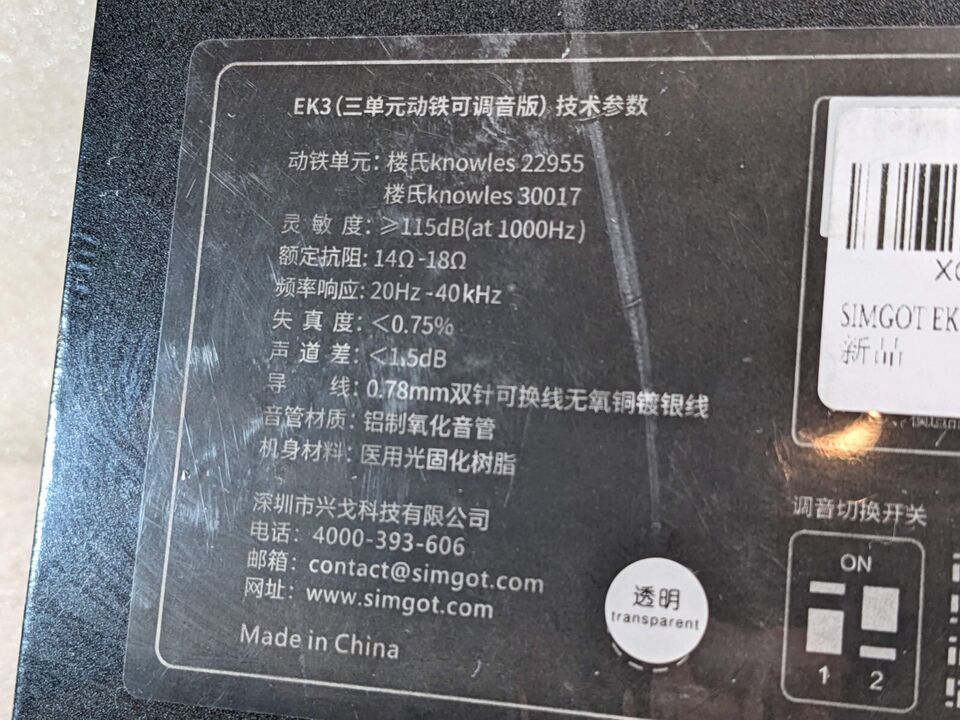 EK3 (三单元动铁可调音版) 技术参数
动铁单元: 楼氏knowles 22955
楼氏knowles 30017
灵敏度: ≥115dB(at 1000Hz)
额定抗阻: 14Ω-18Ω
频率响应: 20Hz-40kHz
失真度: <0.75%
声道差: <1.5dB
导线: 0.78mm双针可换线无氧铜镀银线
音管材质: 铝制氧化音管
机身材料: 医用光固化树脂
深圳市兴戈科技有限公司
电话: 4000-393-606
邮箱: contact@simgot.com
网址: www.simgot.com
Made in China
透明
transparent
SIMGOT EK
新品
调音切换开关
ON
1 2